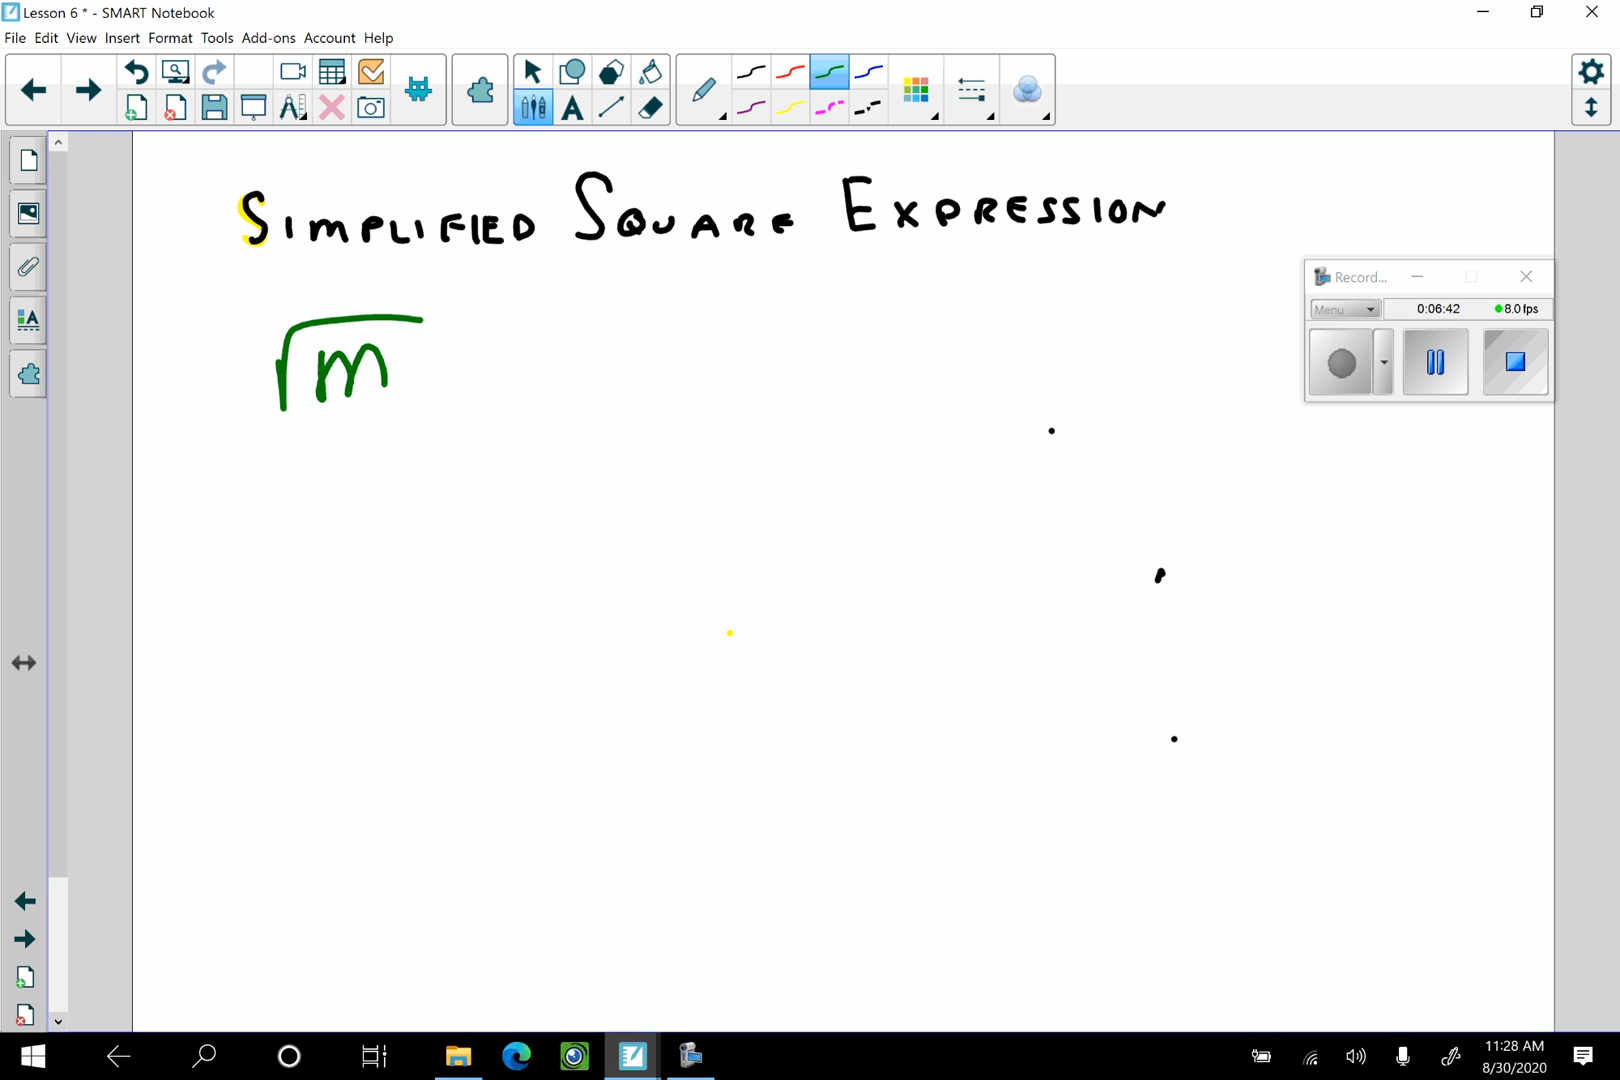 Lesson 6 * - SMART Notebook
File Edit View Insert Format Tools Add-ons Account Help
SIMPLIFIED SQUARE EXPRESSION
√m
Record...
Menu 0:06:42 8.0 fps
11:28 AM
8/30/2020